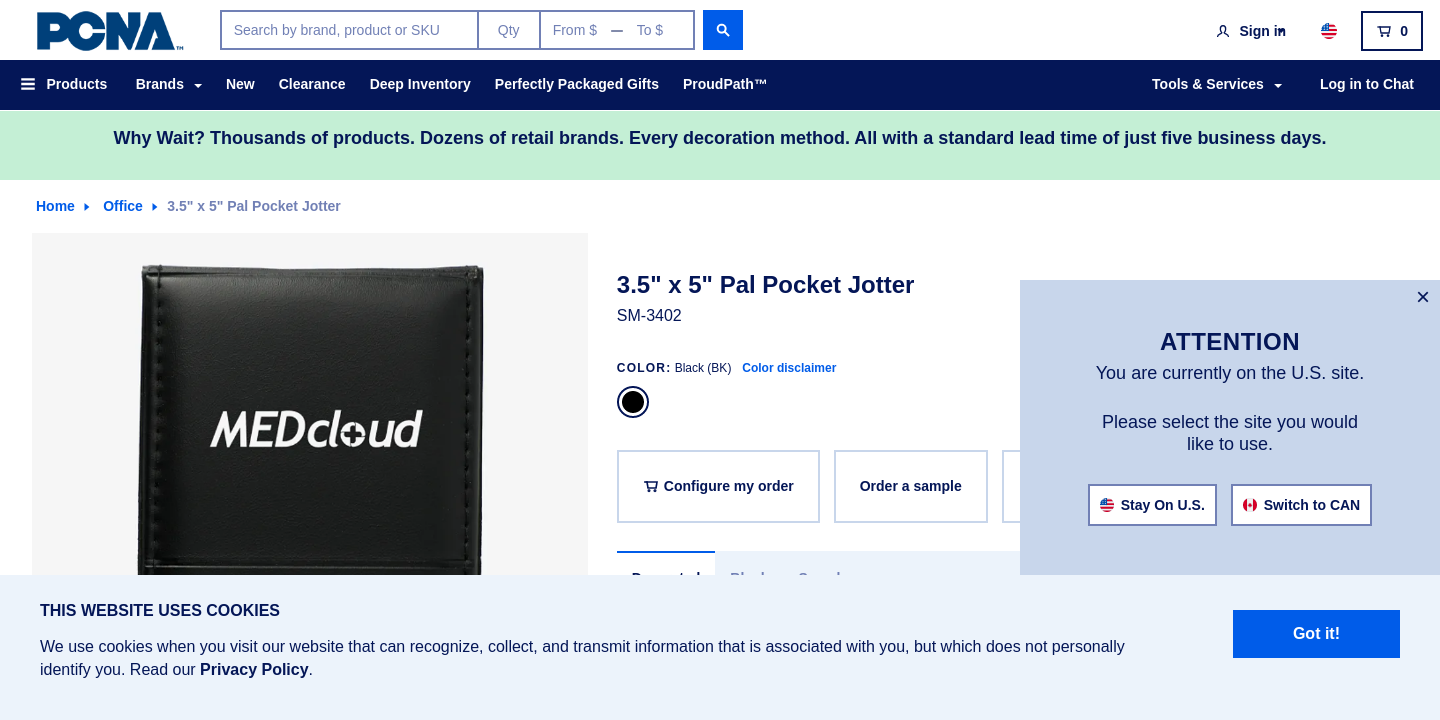 PCNA™
Search by brand, product or SKU
Qty
From $ — To $
Sign in
0
Products
Brands
New
Clearance
Deep Inventory
Perfectly Packaged Gifts
ProudPath™
Tools & Services
Log in to Chat
Why Wait? Thousands of products. Dozens of retail brands. Every decoration method. All with a standard lead time of just five business days.
Home
Office
3.5" x 5" Pal Pocket Jotter
MEDcloud
3.5" x 5" Pal Pocket Jotter
SM-3402
COLOR: Black (BK) Color disclaimer
Configure my order
Order a sample
×
ATTENTION
You are currently on the U.S. site.
Please select the site you would
like to use.
Stay On U.S.
Switch to CAN
THIS WEBSITE USES COOKIES
We use cookies when you visit our website that can recognize, collect, and transmit information that is associated with you, but which does not personally
identify you. Read our Privacy Policy.
Got it!